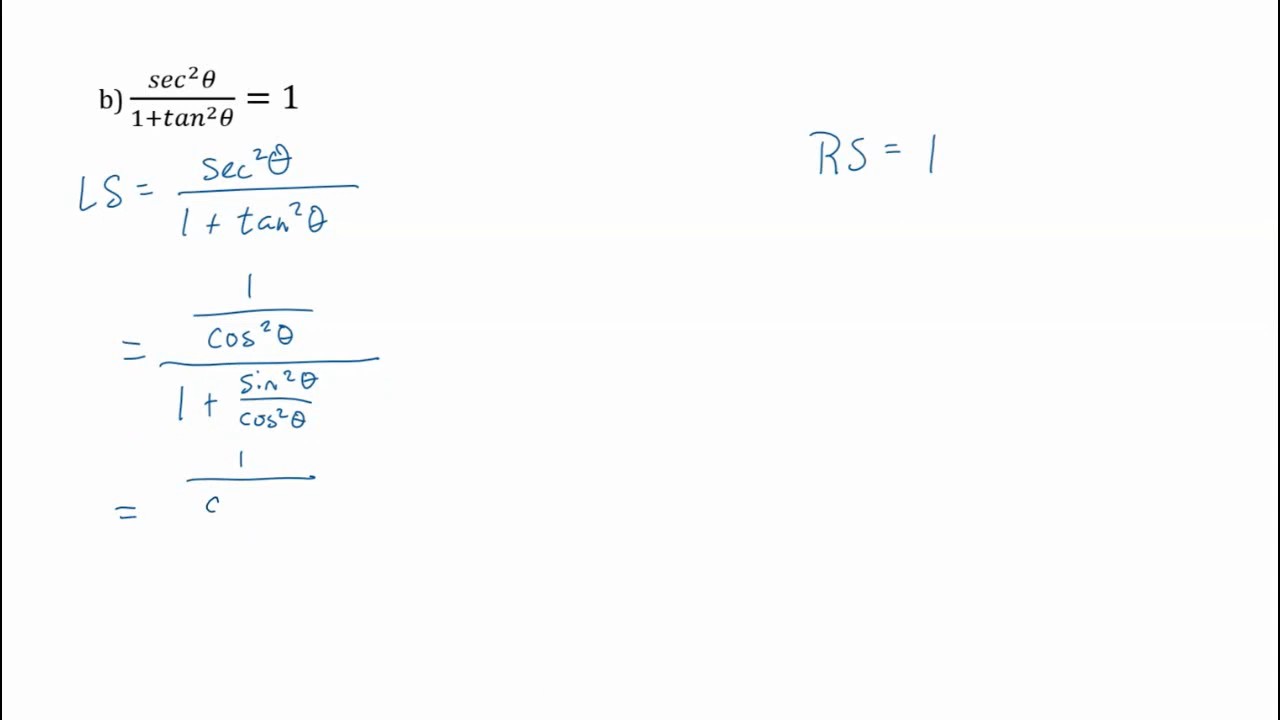 b) sec²θ
1+tan²θ = 1
LS = sec²θ
1 + tan²θ
RS = 1
1
cos²θ
=
1 + sin²θ
cos²θ
1
= c